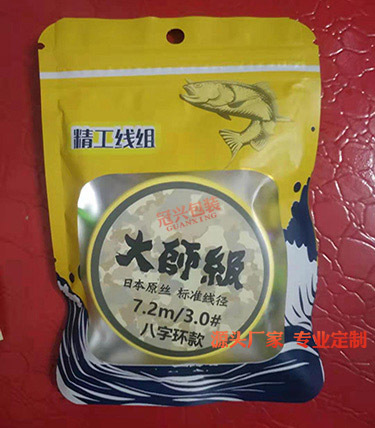 精工线组
冠兴包装
GUANXING
大師級
日本原丝 标准线径
7.2m/3.0#
八字环款
源头厂家 专业定制